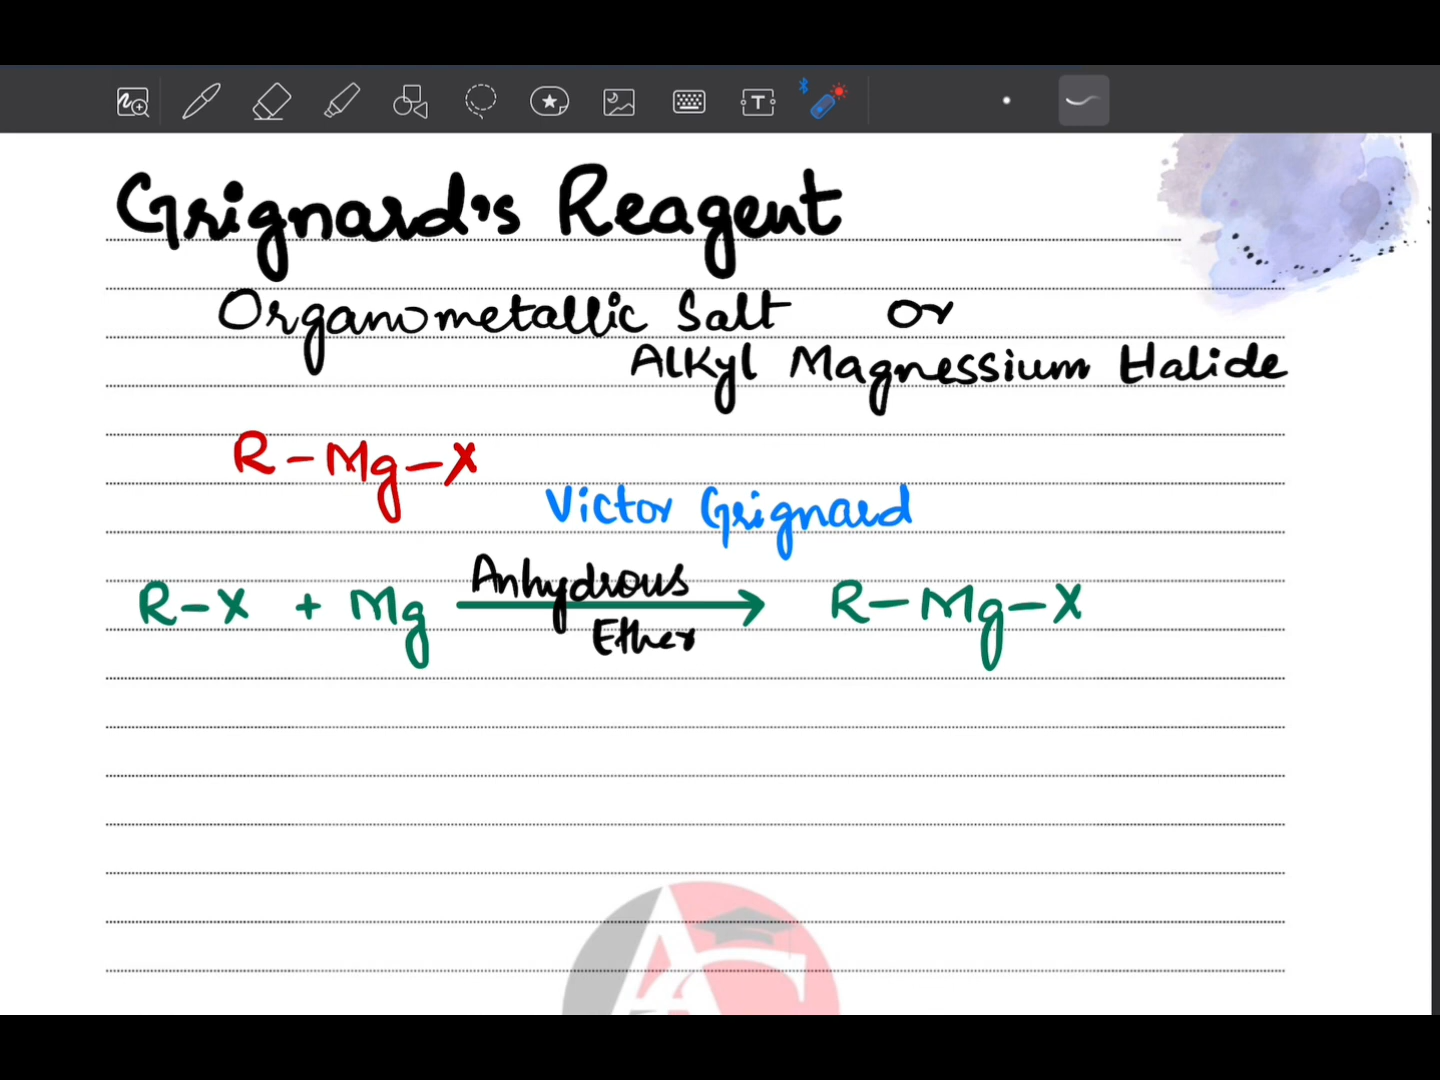 Grignard's Reagent
Organometallic Salt or
Alkyl Magnessium Halide
R-Mg-X
Victor Grignard
R-X + Mg Anhydrous Ether → R-Mg-X